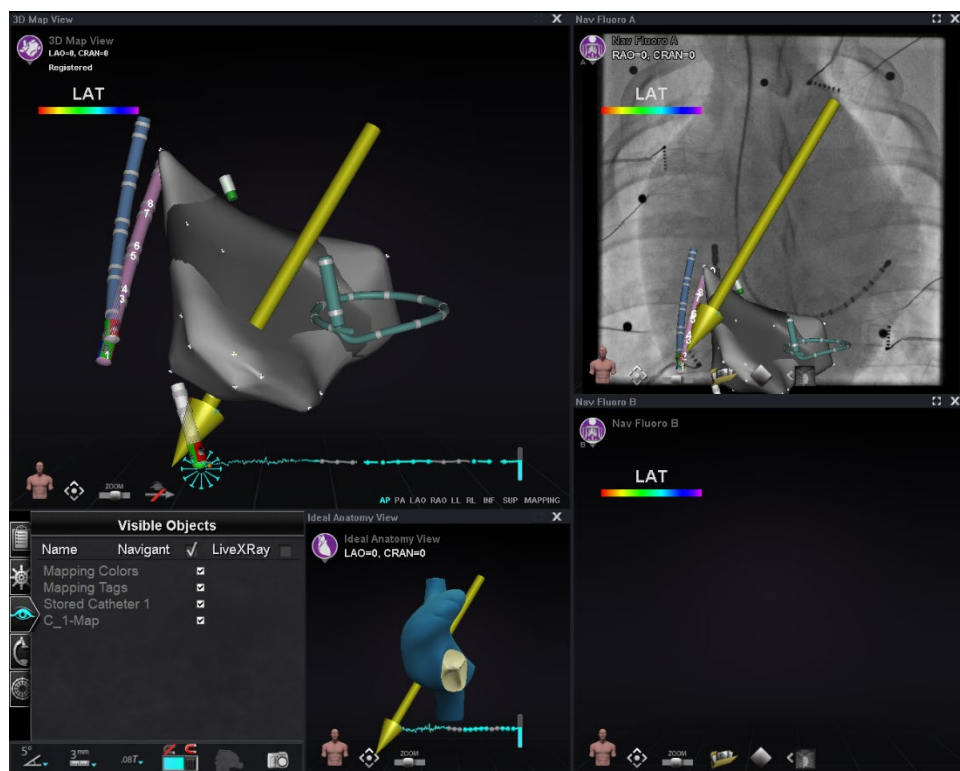 3D Map View
3D Map View
LAO=0, CRAN=0
Registered
LAT
8
7
6
5
4
3
1
ZOOM
AP PA LAO RAO LL RL INF SUP MAPPING
Nav Fluoro A
Nav Fluoro A
RAO=0, CRAN=0
A
LAT
Nav Fluoro B
Nav Fluoro B
B
LAT
ZOOM
Visible Objects
Name Navigant LiveXRay
Mapping Colors
Mapping Tags
Stored Catheter 1
C_1-Map
5°
3mm
.08T
Ideal Anatomy View
Ideal Anatomy View
LAO=0, CRAN=0
ZOOM